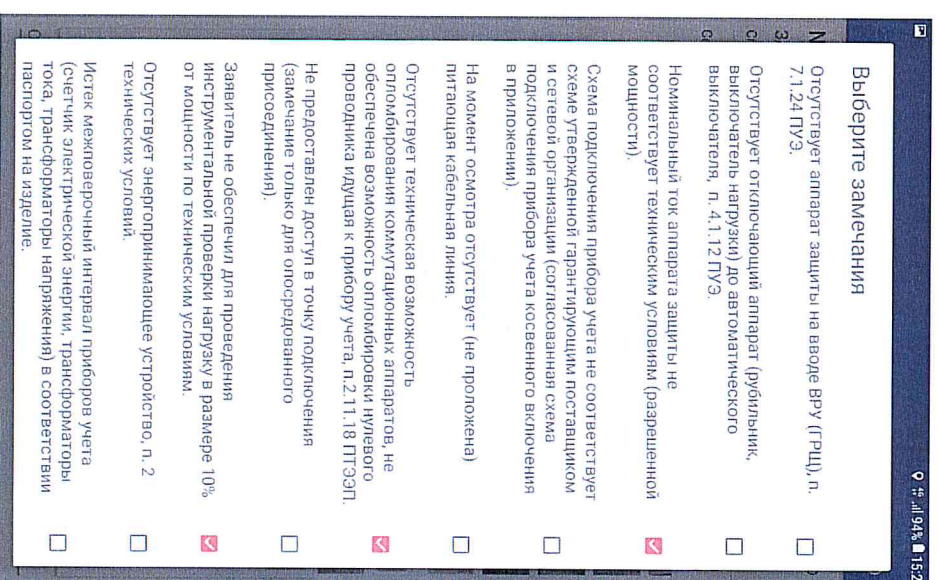 94% 15:2
Выберите замечания
Отсутствует аппарат защиты на вводе ВРУ (ГРЩ), п.
7.1.24 ПУЭ.
Отсутствует отключающий аппарат (рубильник,
выключатель нагрузки) до автоматического
выключателя, п. 4.1.12 ПУЭ.
Номинальный ток аппарата защиты не
соответствует техническим условиям (разрешенной
мощности).
Схема подключения прибора учета не соответствует
схеме утвержденной гарантирующим поставщиком
и сетевой организации (согласованная схема
подключения прибора учета косвенного включения
в приложении).
На момент осмотра отсутствует (не проложена)
питающая кабельная линия.
Отсутствует техническая возможность
опломбирования коммутационных аппаратов, не
обеспечена возможность опломбировки нулевого
проводника идущая к прибору учета, п.2.11.18 ПТЭЭП.
Не предоставлен доступ в точку подключения
(замечание только для опосредованного
присоединения).
Заявитель не обеспечил для проведения
инструментальной проверки нагрузку в размере 10%
от мощности по техническим условиям.
Отсутствует энергопринимающее устройство, п. 2
технических условий.
Истек межповерочный интервал приборов учета
(счетчик электрической энергии, трансформаторы
тока, трансформаторы напряжения) в соответствии
паспортом на изделие.